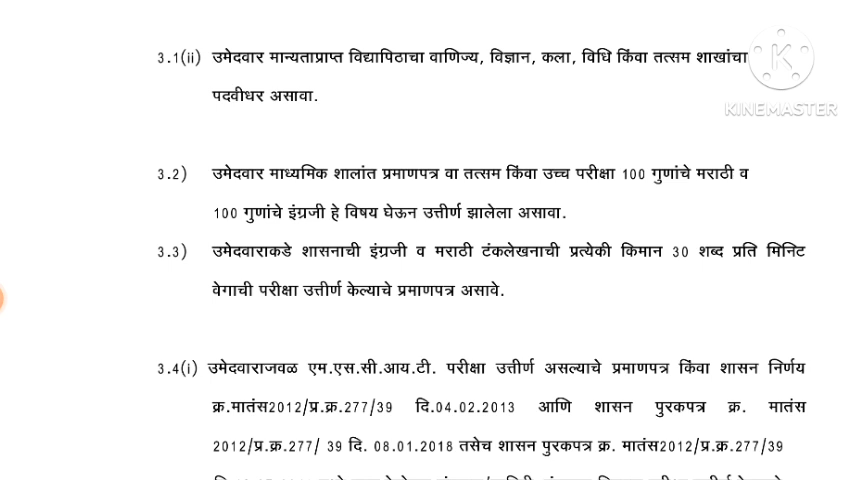 3.1(ii) उमेदवार मान्यताप्राप्त विद्यापिठाचा वाणिज्य, विज्ञान, कला, विधि किंवा तत्सम शाखांचा
पदवीधर असावा.
KINEMASTER
3.2) उमेदवार माध्यमिक शालांत प्रमाणपत्र वा तत्सम किंवा उच्च परीक्षा 100 गुणांचे मराठी व
100 गुणांचे इंग्रजी हे विषय घेऊन उत्तीर्ण झालेला असावा.
3.3) उमेदवाराकडे शासनाची इंग्रजी व मराठी टंकलेखनाची प्रत्येकी किमान 30 शब्द प्रति मिनिट
वेगाची परीक्षा उत्तीर्ण केल्याचे प्रमाणपत्र असावे.
3.4(i) उमेदवाराजवळ एम.एस.सी.आय.टी. परीक्षा उत्तीर्ण असल्याचे प्रमाणपत्र किंवा शासन निर्णय
क्र.मातंस2012/प्र.क्र.277/39 दि.04.02.2013 आणि शासन पुरकपत्र क्र. मातंस
2012/प्र.क्र.277/ 39 दि. 08.01.2018 तसेच शासन पुरकपत्र क्र. मातंस2012/प्र.क्र.277/39